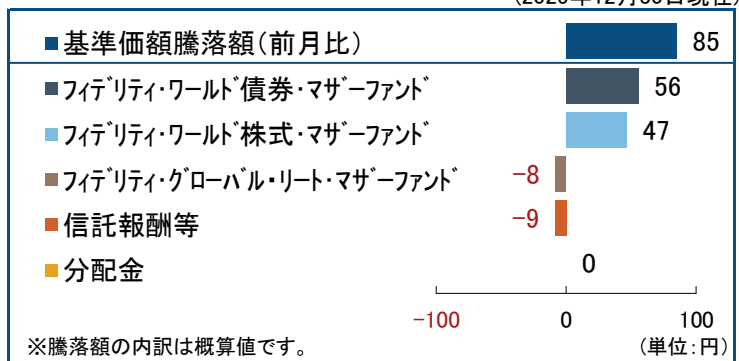 ■基準価額騰落額(前月比) 85
■ﾌｨﾃﾞﾘﾃｨ・ﾜｰﾙﾄﾞ債券・ﾏｻﾞｰﾌｧﾝﾄﾞ 56
■ﾌｨﾃﾞﾘﾃｨ・ﾜｰﾙﾄﾞ株式・ﾏｻﾞｰﾌｧﾝﾄﾞ 47
■ﾌｨﾃﾞﾘﾃｨ・ｸﾞﾛｰﾊﾞﾙ・ﾘｰﾄ・ﾏｻﾞｰﾌｧﾝﾄﾞ -8
■信託報酬等 -9
■分配金 0
-100 0 100
※騰落額の内訳は概算値です。 (単位:円)